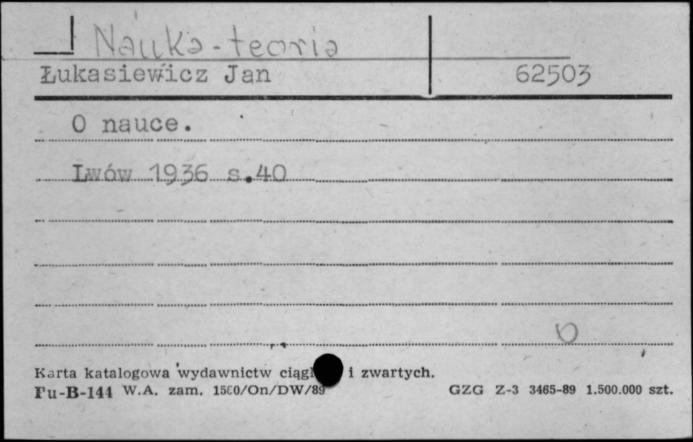 Nauka-teoria
Łukasiewicz Jan 62503
O nauce.
Lwów 1936 s.40
Karta katalogowa wydawnictw i zwartych.
Pu-B-144 W.A. zam. 1500/On/DW/89 GZG Z-3 3465-89 1.500.000 szt.